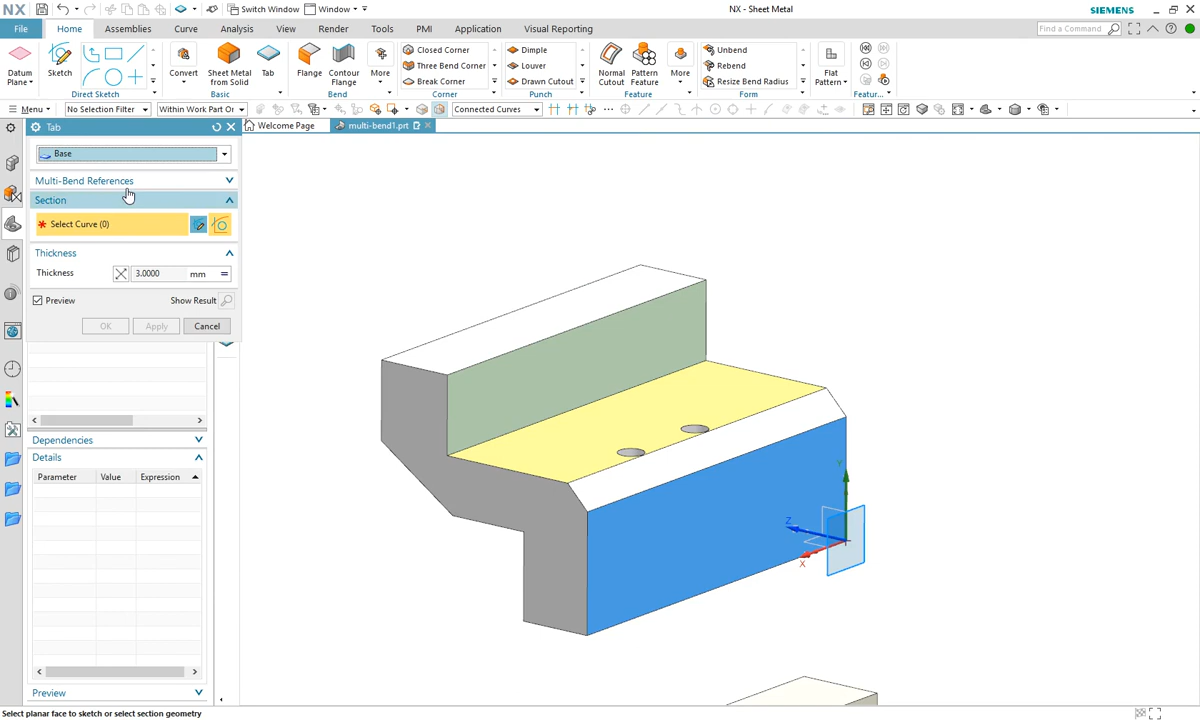 NX
Switch Window
Window
NX - Sheet Metal
SIEMENS
File
Home
Assemblies
Curve
Analysis
View
Render
Tools
PMI
Application
Visual Reporting
Find a Command
Datum Plane
Sketch
Direct Sketch
Convert
Sheet Metal from Solid
Tab
Basic
Flange
Contour Flange
More
Bend
Closed Corner
Three Bend Corner
Break Corner
Corner
Dimple
Louver
Drawn Cutout
Punch
Normal Cutout
Pattern Feature
More
Feature
Unbend
Rebend
Resize Bend Radius
Form
Flat Pattern
Featur...
Menu
No Selection Filter
Within Work Part Or
Connected Curves
Tab
Welcome Page
multi-bend1.prt
Base
Multi-Bend References
Section
* Select Curve (0)
Thickness
Thickness
3.0000
mm
=
Preview
Show Result
OK
Apply
Cancel
Dependencies
Details
Parameter
Value
Expression
Preview
Y
Z
X
Select planar face to sketch or select section geometry